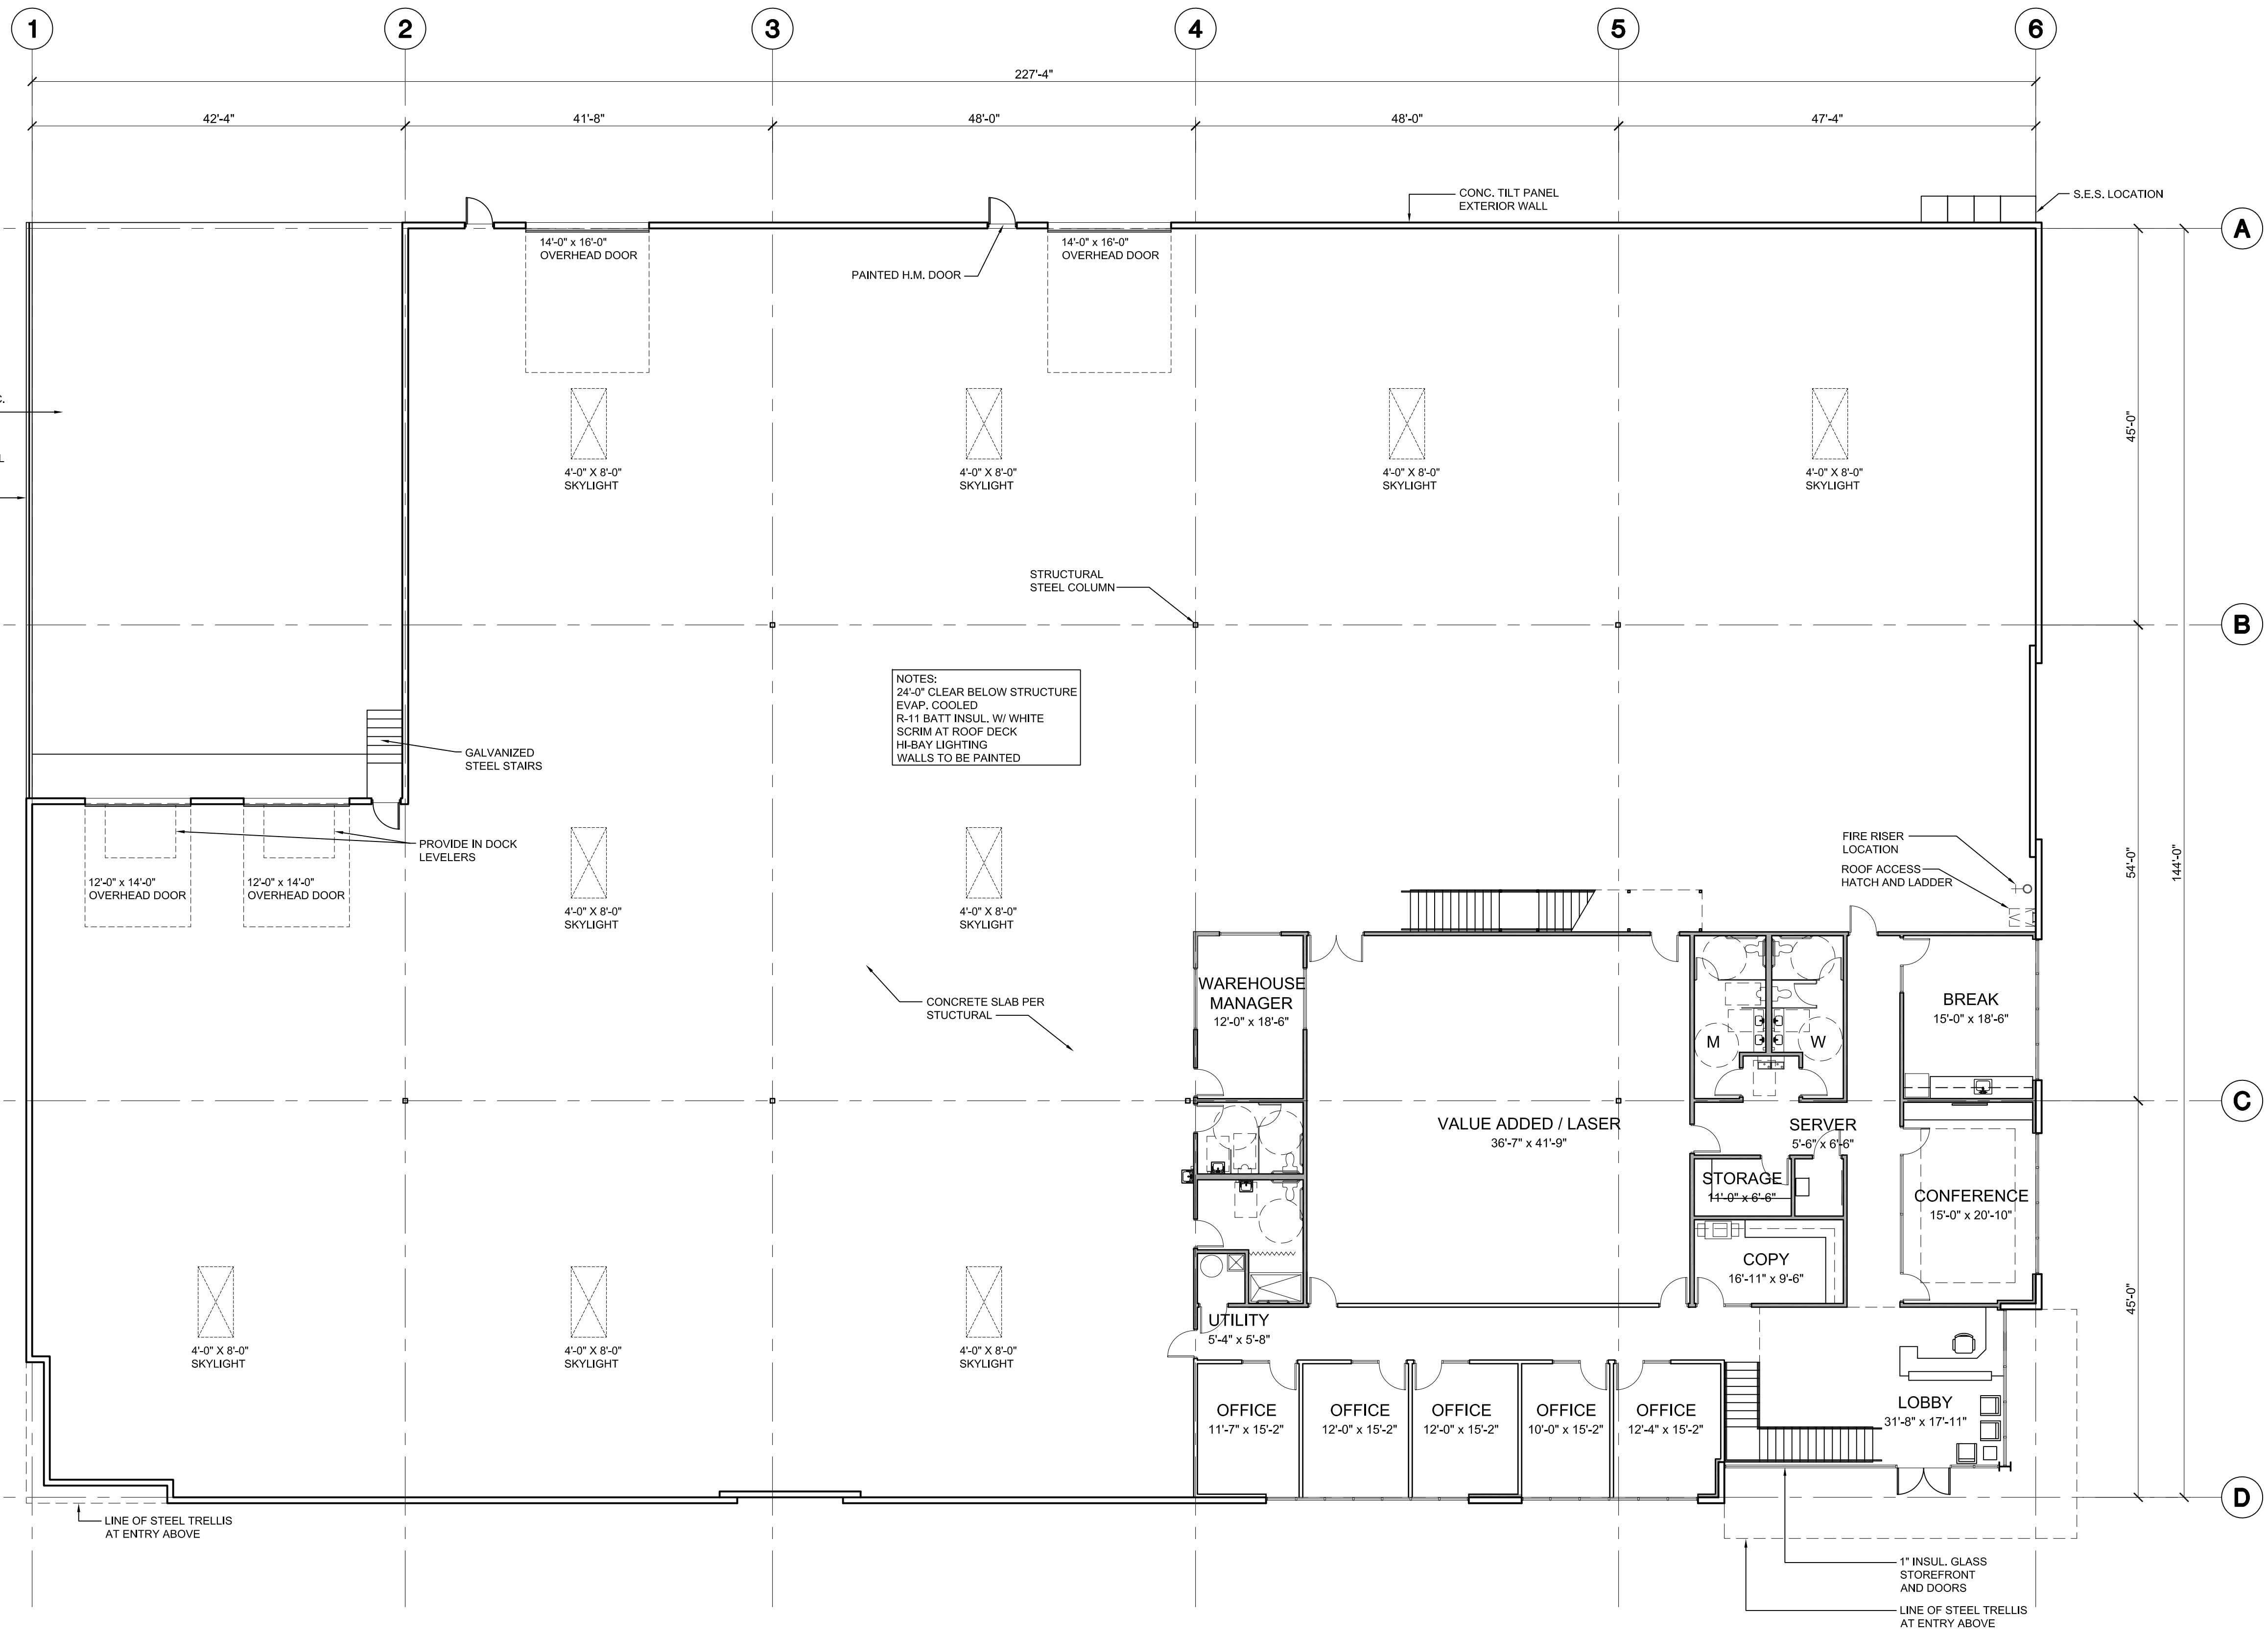 1
2
3
4
5
6
227'-4"
42'-4"
41'-8"
48'-0"
48'-0"
47'-4"
CONC. TILT PANEL
EXTERIOR WALL
S.E.S. LOCATION
A
14'-0" x 16'-0"
OVERHEAD DOOR
PAINTED H.M. DOOR
14'-0" x 16'-0"
OVERHEAD DOOR
45'-0"
4'-0" X 8'-0"
SKYLIGHT
4'-0" X 8'-0"
SKYLIGHT
4'-0" X 8'-0"
SKYLIGHT
4'-0" X 8'-0"
SKYLIGHT
STRUCTURAL
STEEL COLUMN
B
NOTES:
24'-0" CLEAR BELOW STRUCTURE
EVAP. COOLED
R-11 BATT INSUL. W/ WHITE
SCRIM AT ROOF DECK
HI-BAY LIGHTING
WALLS TO BE PAINTED
GALVANIZED
STEEL STAIRS
PROVIDE IN DOCK
LEVELERS
12'-0" x 14'-0"
OVERHEAD DOOR
12'-0" x 14'-0"
OVERHEAD DOOR
4'-0" X 8'-0"
SKYLIGHT
4'-0" X 8'-0"
SKYLIGHT
FIRE RISER
LOCATION
ROOF ACCESS
HATCH AND LADDER
54'-0"
144'-0"
CONCRETE SLAB PER
STUCTURAL
WAREHOUSE
MANAGER
12'-0" x 18'-6"
M
W
BREAK
15'-0" x 18'-6"
C
VALUE ADDED / LASER
36'-7" x 41'-9"
SERVER
5'-6" x 6'-6"
STORAGE
11'-0" x 6'-6"
CONFERENCE
15'-0" x 20'-10"
COPY
16'-11" x 9'-6"
45'-0"
4'-0" X 8'-0"
SKYLIGHT
4'-0" X 8'-0"
SKYLIGHT
4'-0" X 8'-0"
SKYLIGHT
UTILITY
5'-4" x 5'-8"
OFFICE
11'-7" x 15'-2"
OFFICE
12'-0" x 15'-2"
OFFICE
12'-0" x 15'-2"
OFFICE
10'-0" x 15'-2"
OFFICE
12'-4" x 15'-2"
LOBBY
31'-8" x 17'-11"
D
LINE OF STEEL TRELLIS
AT ENTRY ABOVE
1" INSUL. GLASS
STOREFRONT
AND DOORS
LINE OF STEEL TRELLIS
AT ENTRY ABOVE